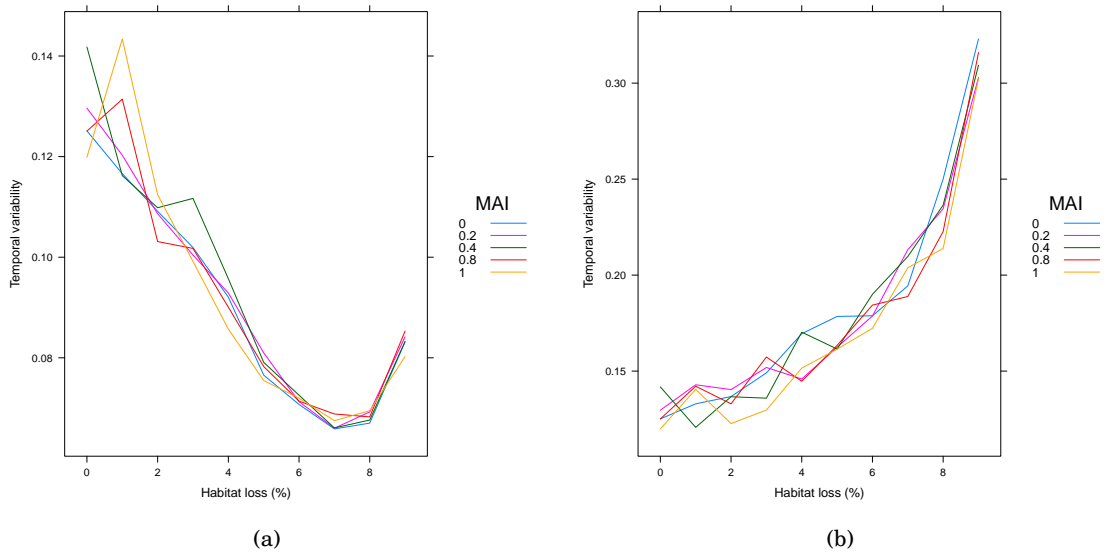 Temporal variability
0.14
0.12
0.10
0.08
0 2 4 6 8
Habitat loss (%)
MAI
0
0.2
0.4
0.8
1
(a)
Temporal variability
0.30
0.25
0.20
0.15
0 2 4 6 8
Habitat loss (%)
MAI
0
0.2
0.4
0.8
1
(b)